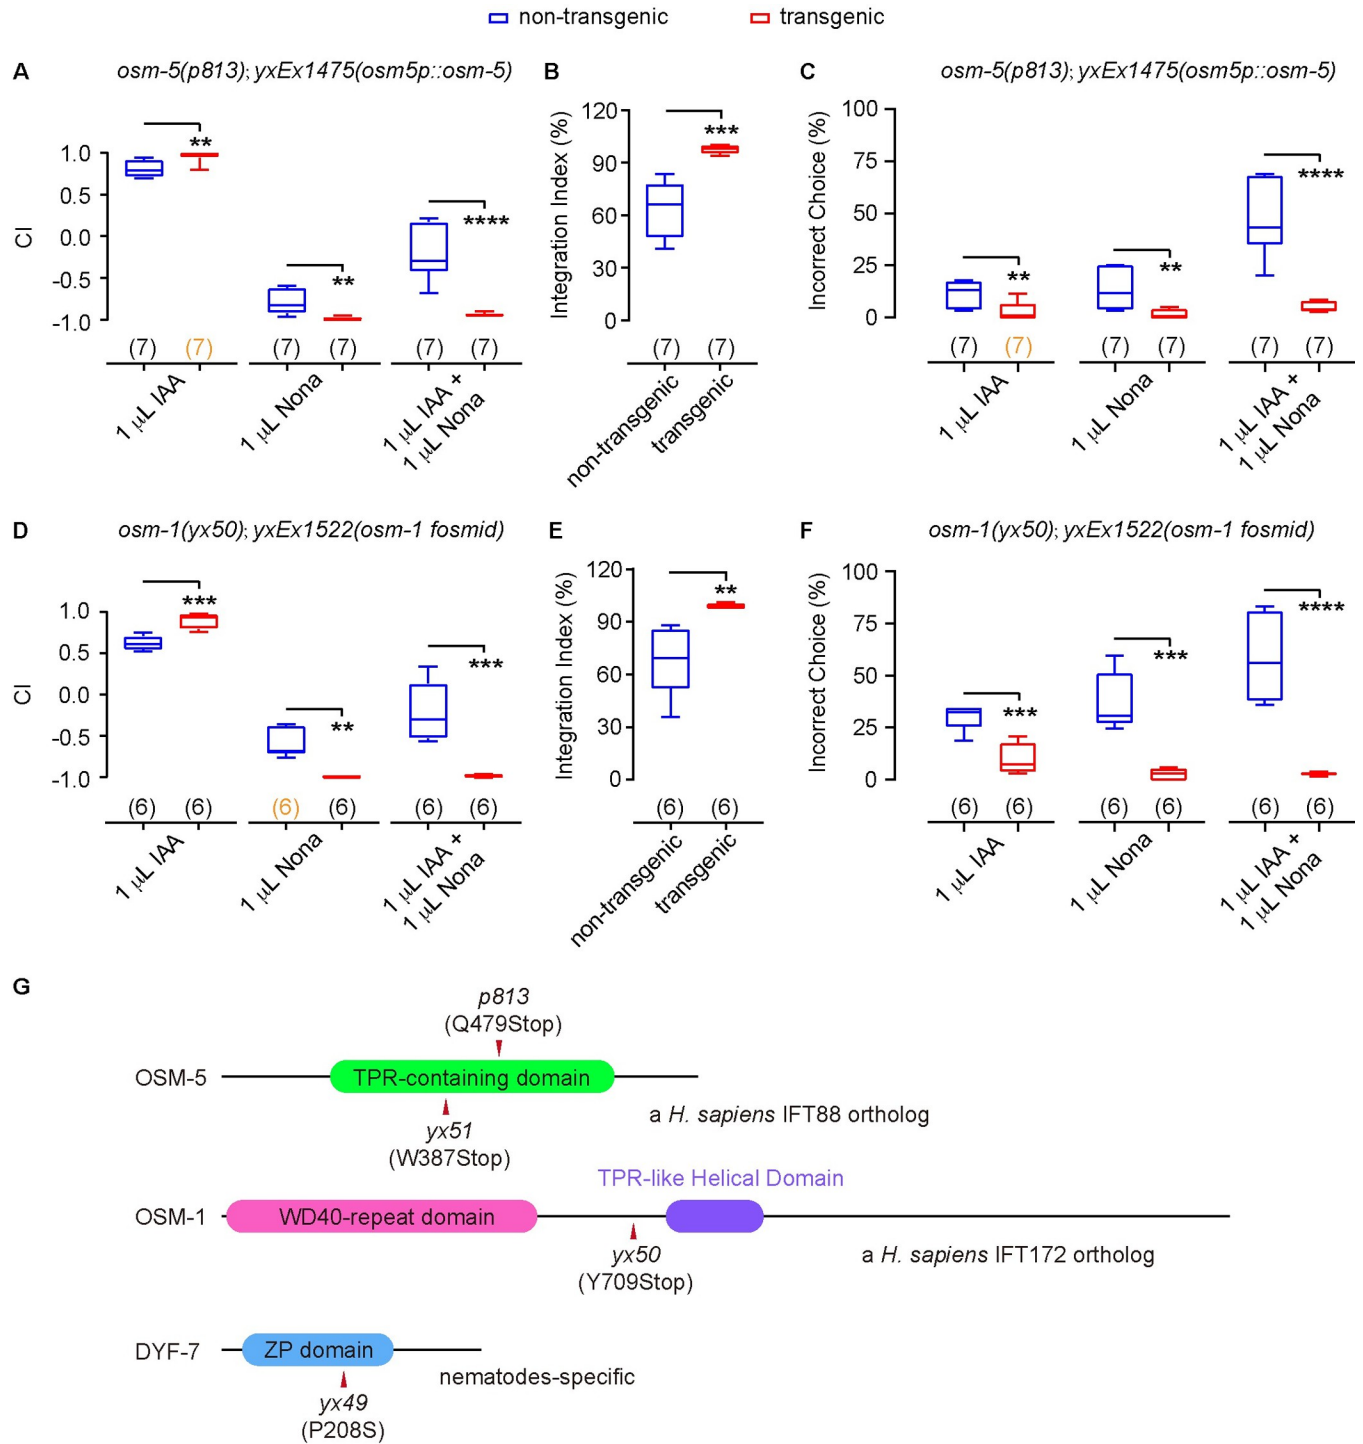 non-transgenic transgenic
A osm-5(p813); yxEx1475(osm5p::osm-5) B C osm-5(p813); yxEx1475(osm5p::osm-5)
CI
1.0
0.5
0.0
-0.5
-1.0
** ** ****
(7) (7) (7) (7) (7) (7)
1 μL IAA
1 μL Nona
1 μL IAA +
1 μL Nona
Integration Index (%)
120
90
60
30
0
***
(7) (7)
non-transgenic
transgenic
Incorrect Choice (%)
100
75
50
25
0
** ** ****
(7) (7) (7) (7) (7) (7)
1 μL IAA
1 μL Nona
1 μL IAA +
1 μL Nona
D osm-1(yx50); yxEx1522(osm-1 fosmid) E F osm-1(yx50); yxEx1522(osm-1 fosmid)
CI
1.0
0.5
0.0
-0.5
-1.0
*** ** ***
(6) (6) (6) (6) (6) (6)
1 μL IAA
1 μL Nona
1 μL IAA +
1 μL Nona
Integration Index (%)
120
90
60
30
0
**
(6) (6)
non-transgenic
transgenic
Incorrect Choice (%)
100
75
50
25
0
*** *** ****
(6) (6) (6) (6) (6) (6)
1 μL IAA
1 μL Nona
1 μL IAA +
1 μL Nona
G
p813
(Q479Stop)
OSM-5 TPR-containing domain
a H. sapiens IFT88 ortholog
yx51
(W387Stop)
TPR-like Helical Domain
OSM-1 WD40-repeat domain
yx50
(Y709Stop)
a H. sapiens IFT172 ortholog
DYF-7 ZP domain
nematodes-specific
yx49
(P208S)